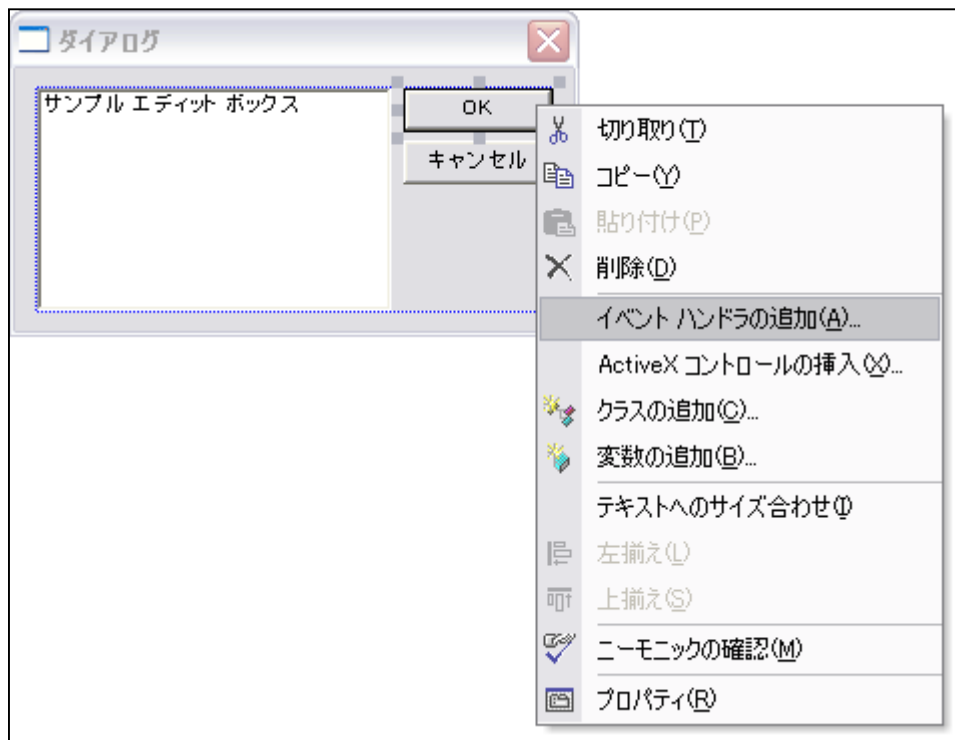 ダイアログ
サンプル エディット ボックス
OK
キャンセル
切り取り(T)
コピー(Y)
貼り付け(P)
削除(D)
イベント ハンドラの追加(A)...
ActiveX コントロールの挿入(X)...
クラスの追加(C)...
変数の追加(B)...
テキストへのサイズ合わせ(I)
左揃え(L)
上揃え(S)
ニーモニックの確認(M)
プロパティ(R)